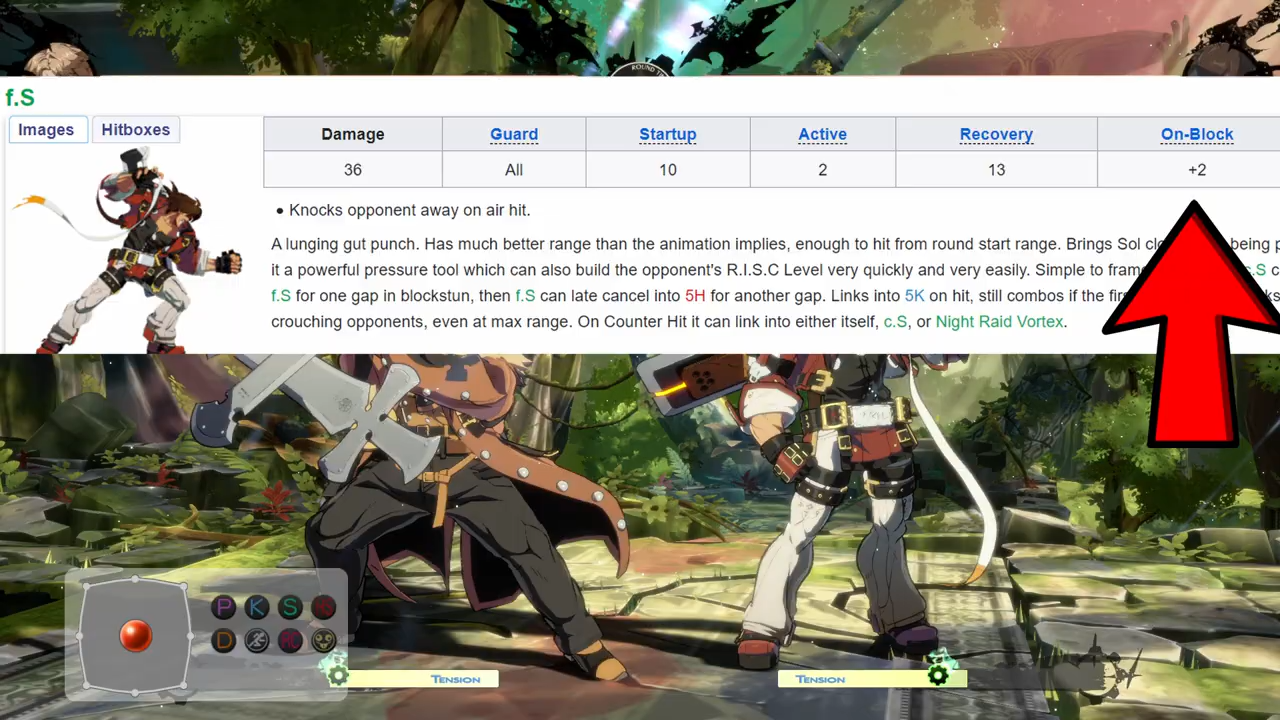 ROUND
f.S
Images Hitboxes
Damage Guard Startup Active Recovery On-Block
36 All 10 2 13 +2
Knocks opponent away on air hit.
A lunging gut punch. Has much better range than the animation implies, enough to hit from round start range. Brings Sol being
it a powerful pressure tool which can also build the opponent's R.I.S.C Level very quickly and very easily. Simple to .S
f.S for one gap in blockstun, then f.S can late cancel into 5H for another gap. Links into 5K on hit, still combos if the
crouching opponents, even at max range. On Counter Hit it can link into either itself, c.S, or Night Raid Vortex.
P K S HS
D RC
TENSION TENSION